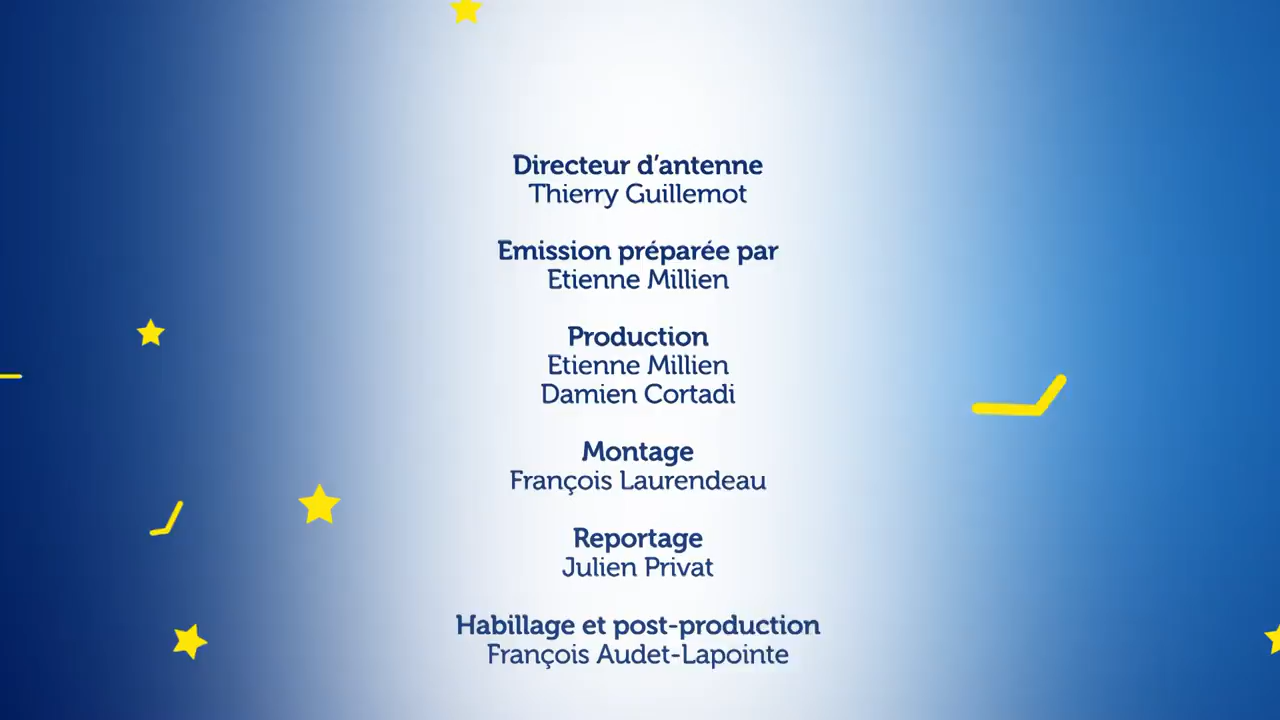 Directeur d'antenne
Thierry Guillemot
Emission préparée par
Etienne Millien
Production
Etienne Millien
Damien Cortadi
Montage
François Laurendeau
Reportage
Julien Privat
Habillage et post-production
François Audet-Lapointe